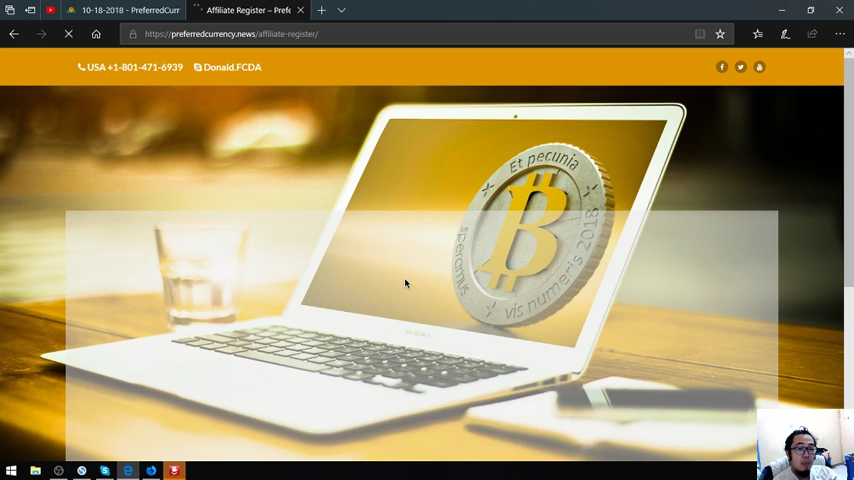 10-18-2018 - PreferredCurr
Affiliate Register – Prefe
https://preferredcurrency.news/affiliate-register/
USA +1-801-471-6939 Donald.FCDA
Et pecunia
speramus
vis numeris 2018